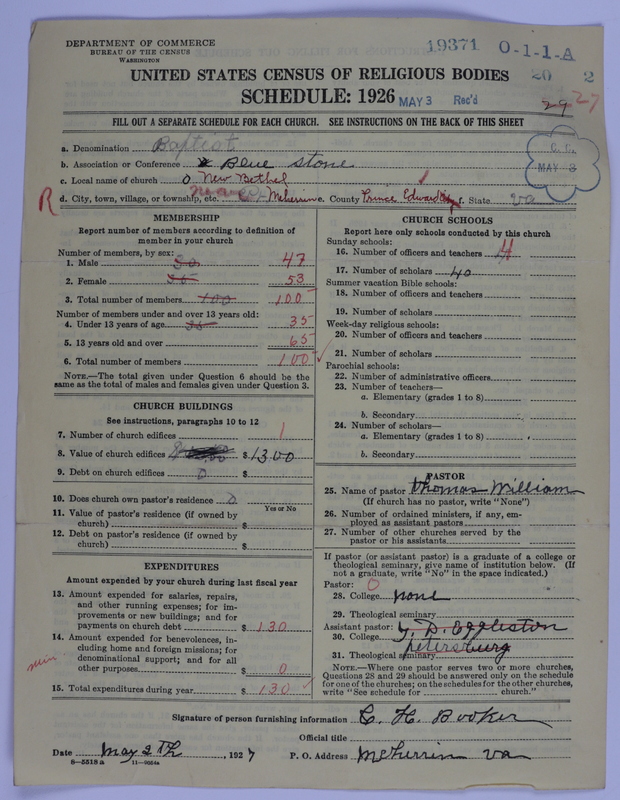 DEPARTMENT OF COMMERCE
BUREAU OF THE CENSUS
WASHINGTON
19371 O-1-1-A
20 2
UNITED STATES CENSUS OF RELIGIOUS BODIES
SCHEDULE: 1926 MAY 3 Rec'd
29 27
FILL OUT A SEPARATE SCHEDULE FOR EACH CHURCH. SEE INSTRUCTIONS ON THE BACK OF THIS SHEET
a. Denomination Baptist
b. Association or Conference Blue Stone
MAY 3
c. Local name of church New Bethel
R d. City, town, village, or township, etc. Meherrin e. County Prince Edward f. State Va
MEMBERSHIP
Report number of members according to definition of
member in your church
Number of members, by sex:
1. Male 50 47
2. Female 53
3. Total number of members 100 100
Number of members under and over 13 years old:
4. Under 13 years of age 35 35
5. 13 years old and over 65
6. Total number of members 100
NOTE.—The total given under Question 6 should be the
same as the total of males and females given under Question 3.
CHURCH BUILDINGS
See instructions, paragraphs 10 to 12
7. Number of church edifices 1
8. Value of church edifices $ 1300
9. Debt on church edifices 0 $
10. Does church own pastor's residence 0
Yes or No
11. Value of pastor's residence (if owned by
church) $
12. Debt on pastor's residence (if owned by
church) $
EXPENDITURES
Amount expended by your church during last fiscal year
13. Amount expended for salaries, repairs,
and other running expenses; for im-
provements or new buildings; and for
payments on church debt $ 130
14. Amount expended for benevolences, in-
cluding home and foreign missions; for
denominational support; and for all
other purposes $ 0
15. Total expenditures during year $ 130
CHURCH SCHOOLS
Report here only schools conducted by this church
Sunday schools:
16. Number of officers and teachers 4
17. Number of scholars 40
Summer vacation Bible schools:
18. Number of officers and teachers
19. Number of scholars
Week-day religious schools:
20. Number of officers and teachers
21. Number of scholars
Parochial schools:
22. Number of administrative officers
23. Number of teachers—
a. Elementary (grades 1 to 8)
b. Secondary
24. Number of scholars—
a. Elementary (grades 1 to 8)
b. Secondary
PASTOR
25. Name of pastor Thomas William
(If church has no pastor, write "None")
26. Number of ordained ministers, if any, em-
ployed as assistant pastors
27. Number of other churches served by the
pastor or his assistants
If pastor (or assistant pastor) is a graduate of a college or
theological seminary, give name of institution below. (If
not a graduate, write "No" in the space indicated.)
Pastor: 0
28. College none
29. Theological seminary
Assistant pastor:
30. College Y. D. Eggleston
31. Theological seminary Petersburg
NOTE.—Where one pastor serves two or more churches,
Questions 28 and 29 should be answered only on the schedule
for one of the churches; on the schedules for the other churches,
write "See schedule for church."
Signature of person furnishing information C. H. Booker
Official title
Date May 2th, 1927 P. O. Address Meherrin Va
8—5518a 11—9054a